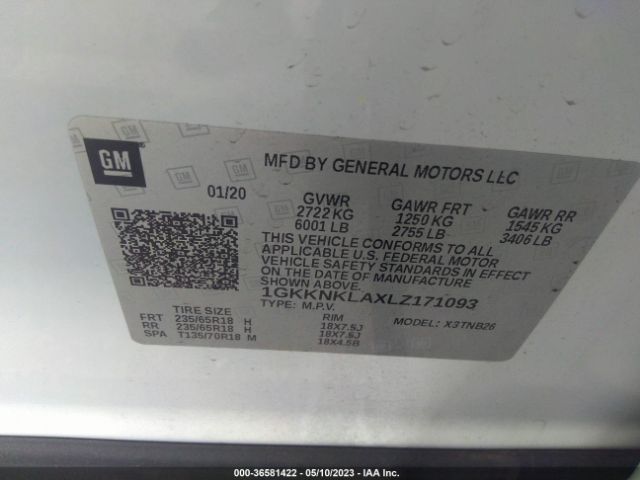 GM
MFD BY GENERAL MOTORS LLC
01/20
GVWR
2722 KG
6001 LB
GAWR FRT
1250 KG
2755 LB
GAWR RR
1545 KG
3406 LB
THIS VEHICLE CONFORMS TO ALL
APPLICABLE U.S. FEDERAL MOTOR
VEHICLE SAFETY STANDARDS IN EFFECT
ON THE DATE OF MANUFACTURE
SHOWN ABOVE.
1GKKNKLAXLZ171093
TYPE: M.P.V.
MODEL: X3TNB26
TIRE SIZE
RIM
FRT 235/65R18 H 18X7.5J
RR 235/65R18 H 18X7.5J
SPA T135/70R18 M 18X4.5B
000-36581422 - 05/10/2023 - IAA Inc.